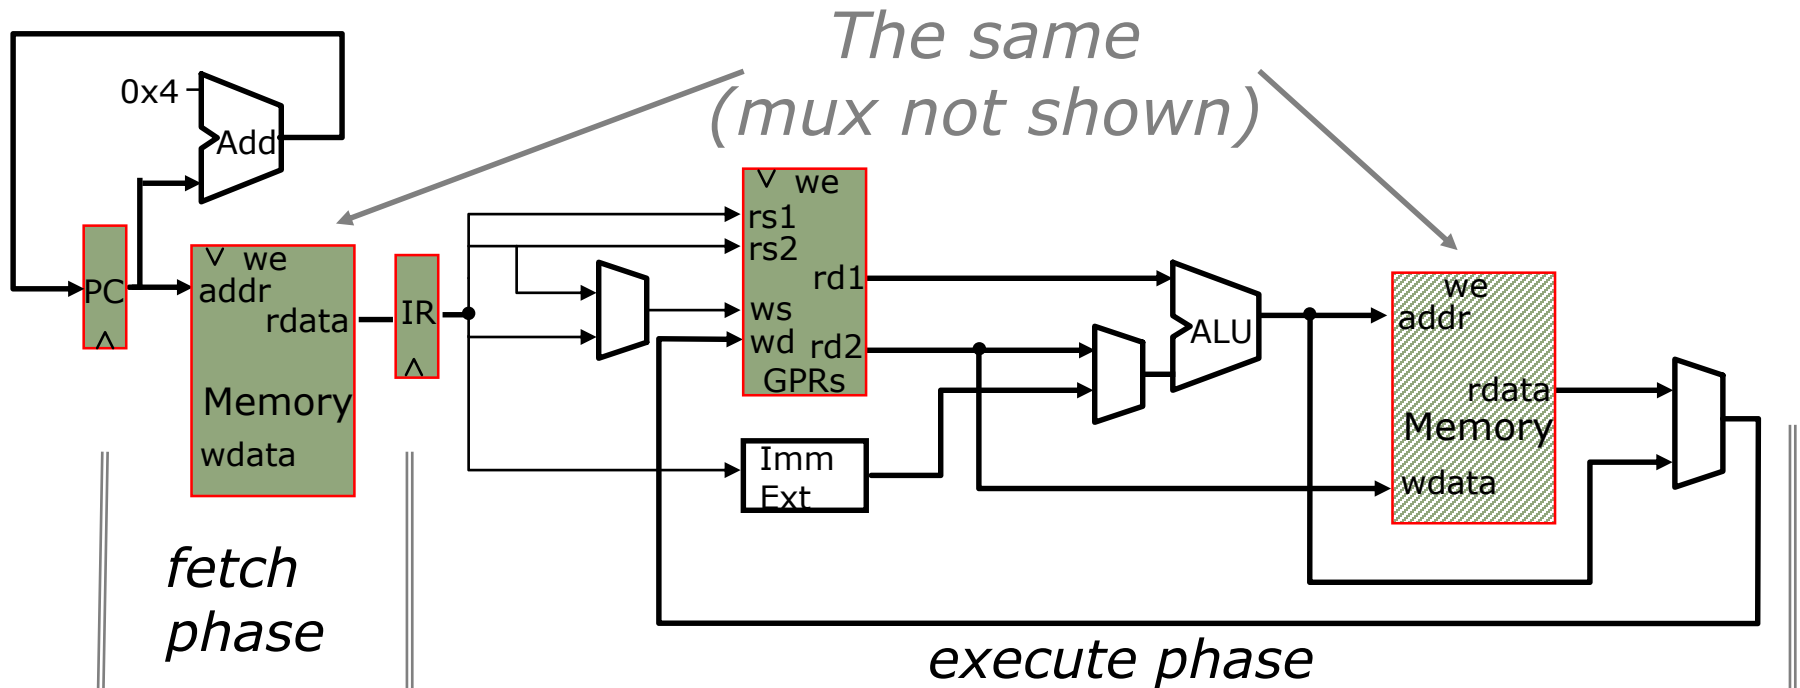 The same
(mux not shown)
0x4
Add
PC
we
addr
rdata
Memory
wdata
IR
we
rs1
rs2
rd1
ws
wd
rd2
GPRs
Imm
Ext
ALU
we
addr
rdata
Memory
wdata
fetch
phase
execute phase